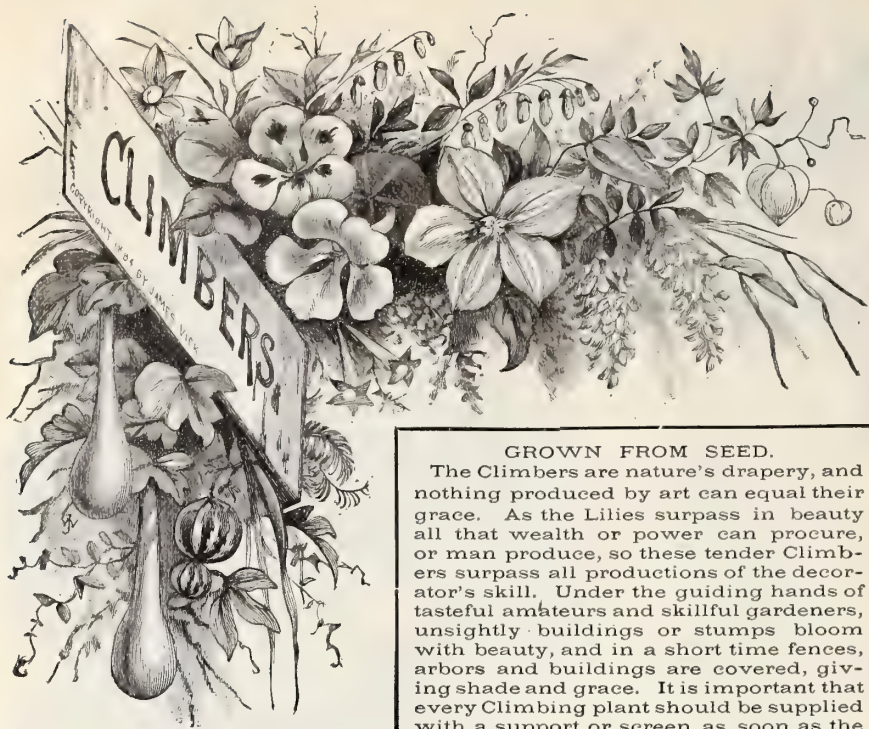 CLIMBERS
COPYRIGHT 1884 BY JAMES VICK
GROWN FROM SEED.
The Climbers are nature's drapery, and
nothing produced by art can equal their
grace. As the Lilies surpass in beauty
all that wealth or power can procure,
or man produce, so these tender Climb-
ers surpass all productions of the decor-
ator's skill. Under the guiding hands of
tasteful amateurs and skillful gardeners,
unsightly buildings or stumps bloom
with beauty, and in a short time fences,
arbors and buildings are covered, giv-
ing shade and grace. It is important that
every Climbing plant should be supplied
with a support or screen as soon as the